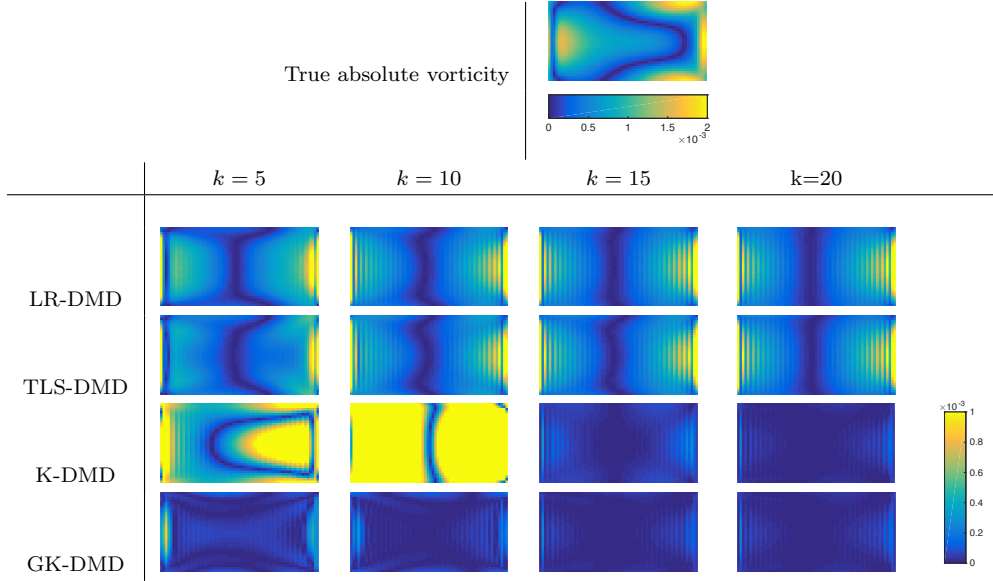 True absolute vorticity
0 0.5 1 1.5 2
×10⁻³
k = 5 k = 10 k = 15 k=20
LR-DMD
TLS-DMD
K-DMD
GK-DMD
×10⁻³
1
0.8
0.6
0.4
0.2
0